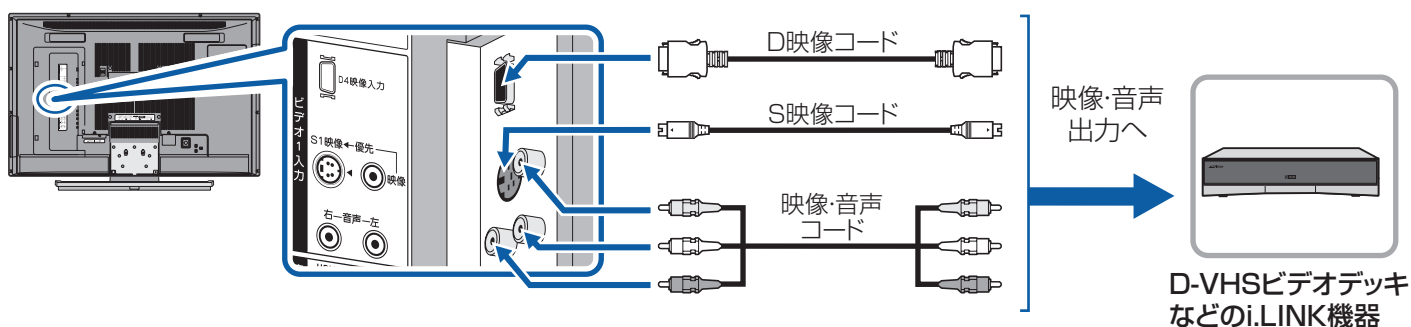 ビデオ1入力
D4映像入力
S1映像
優先
映像
右
音声
左
D映像コード
S映像コード
映像・音声
コード
映像・音声
出力へ
D-VHSビデオデッキ
などのi.LINK機器